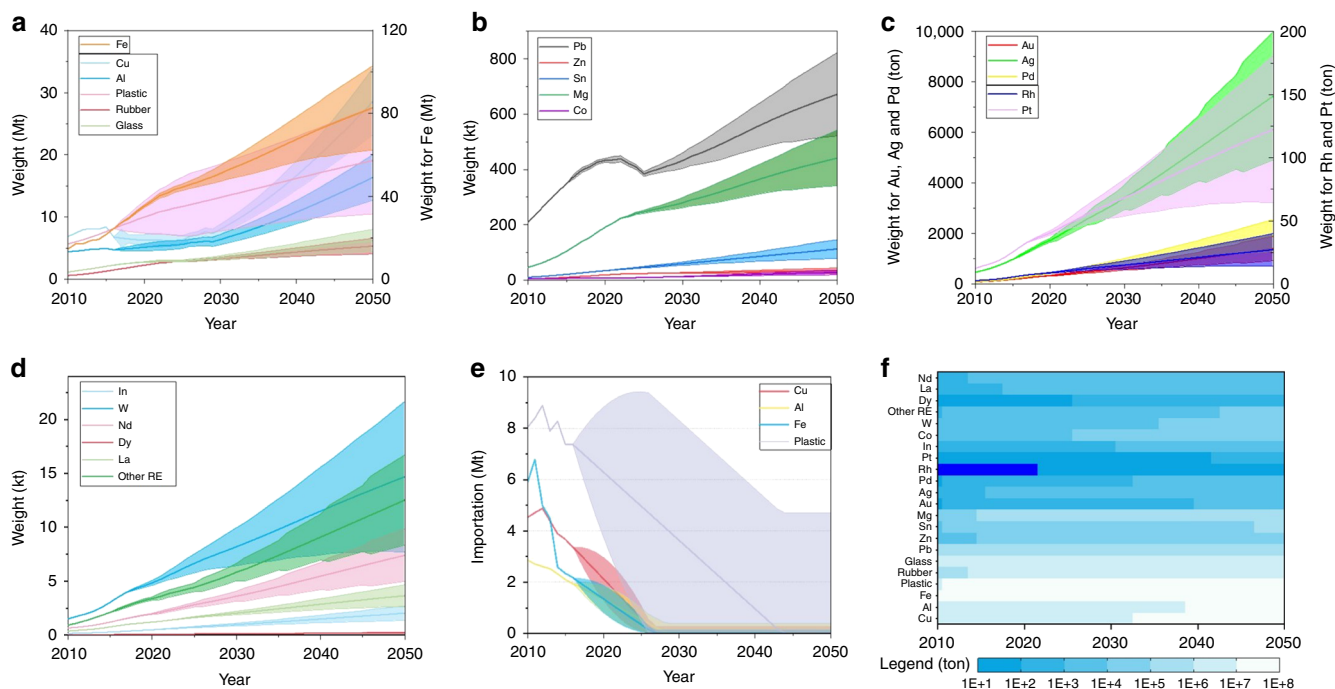 a
Weight (Mt)
Weight for Fe (Mt)
Fe
Cu
Al
Plastic
Rubber
Glass
40
30
20
10
0
120
80
40
0
2010 2020 2030 2040 2050
Year
b
Weight (kt)
Pb
Zn
Sn
Mg
Co
800
600
400
200
0
2010 2020 2030 2040 2050
Year
c
Weight for Au, Ag and Pd (ton)
Weight for Rh and Pt (ton)
Au
Ag
Pd
Rh
Pt
10,000
8000
6000
4000
2000
0
200
150
100
50
0
2010 2020 2030 2040 2050
Year
d
Weight (kt)
In
W
Nd
Dy
La
Other RE
20
15
10
5
0
2010 2020 2030 2040 2050
Year
e
Importation (Mt)
Cu
Al
Fe
Plastic
10
8
6
4
2
0
2010 2020 2030 2040 2050
Year
f
Nd
La
Dy
Other RE
W
Co
In
Pt
Rh
Pd
Ag
Au
Mg
Sn
Zn
Pb
Glass
Rubber
Plastic
Fe
Al
Cu
2010 2020 2030 2040 2050
Legend (ton)
1E+1 1E+2 1E+3 1E+4 1E+5 1E+6 1E+7 1E+8